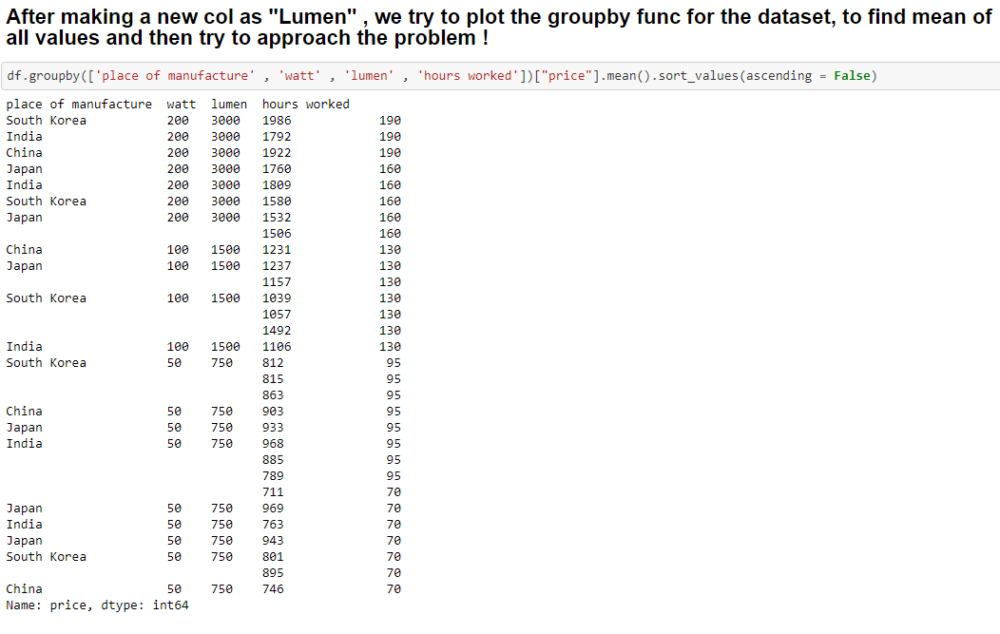 After making a new col as "Lumen" , we try to plot the groupby func for the dataset, to find mean of
all values and then try to approach the problem !
df.groupby(['place of manufacture' , 'watt' , 'lumen' , 'hours worked'])["price"].mean().sort_values(ascending = False)
place of manufacture  watt  lumen  hours worked
South Korea           200   3000   1986            190
India                 200   3000   1792            190
China                 200   3000   1922            190
Japan                 200   3000   1760            160
India                 200   3000   1809            160
South Korea           200   3000   1580            160
Japan                 200   3000   1532            160
                                   1506            160
China                 100   1500   1231            130
Japan                 100   1500   1237            130
                                   1157            130
South Korea           100   1500   1039            130
                                   1057            130
                                   1492            130
India                 100   1500   1106            130
South Korea           50    750    812              95
                                   815              95
                                   863              95
China                 50    750    903              95
Japan                 50    750    933              95
India                 50    750    968              95
                                   885              95
                                   789              95
                                   711              70
Japan                 50    750    969              70
India                 50    750    763              70
Japan                 50    750    943              70
South Korea           50    750    801              70
                                   895              70
China                 50    750    746              70
Name: price, dtype: int64